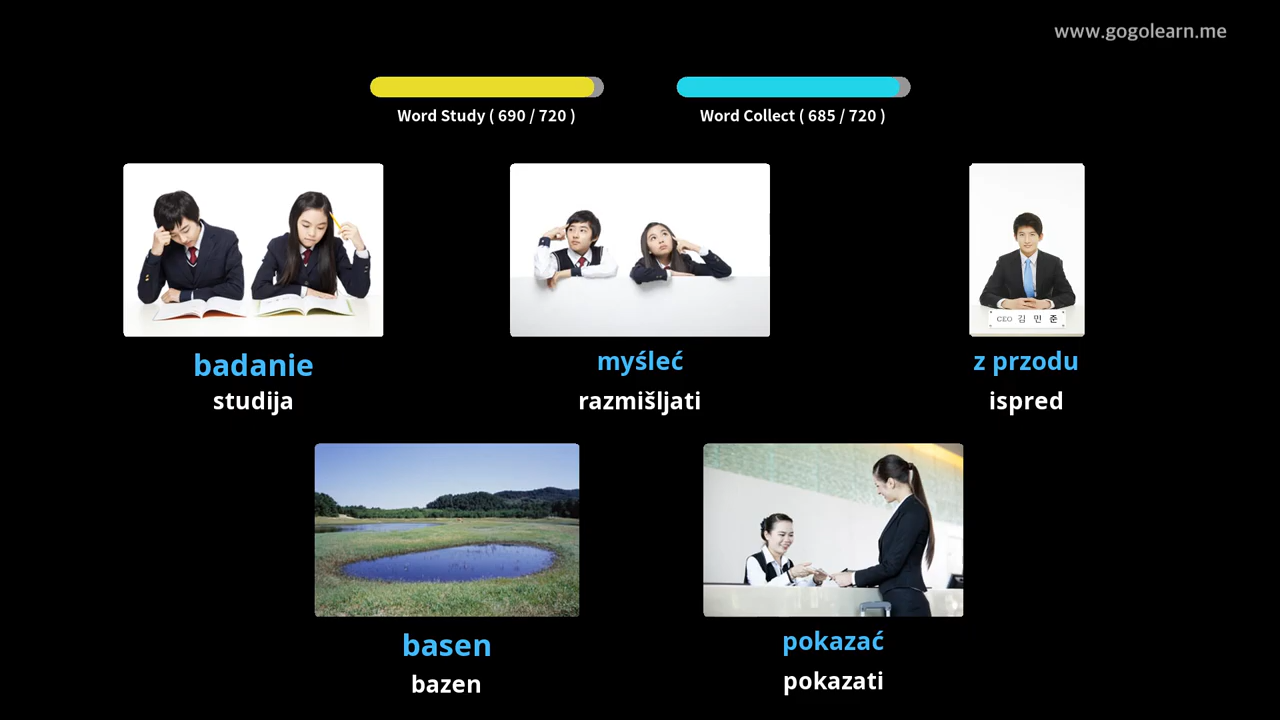 www.gogolearn.me
Word Study ( 690 / 720 )
Word Collect ( 685 / 720 )
CEO 김 민 준
badanie
studija
myśleć
razmišljati
z przodu
ispred
basen
bazen
pokazać
pokazati